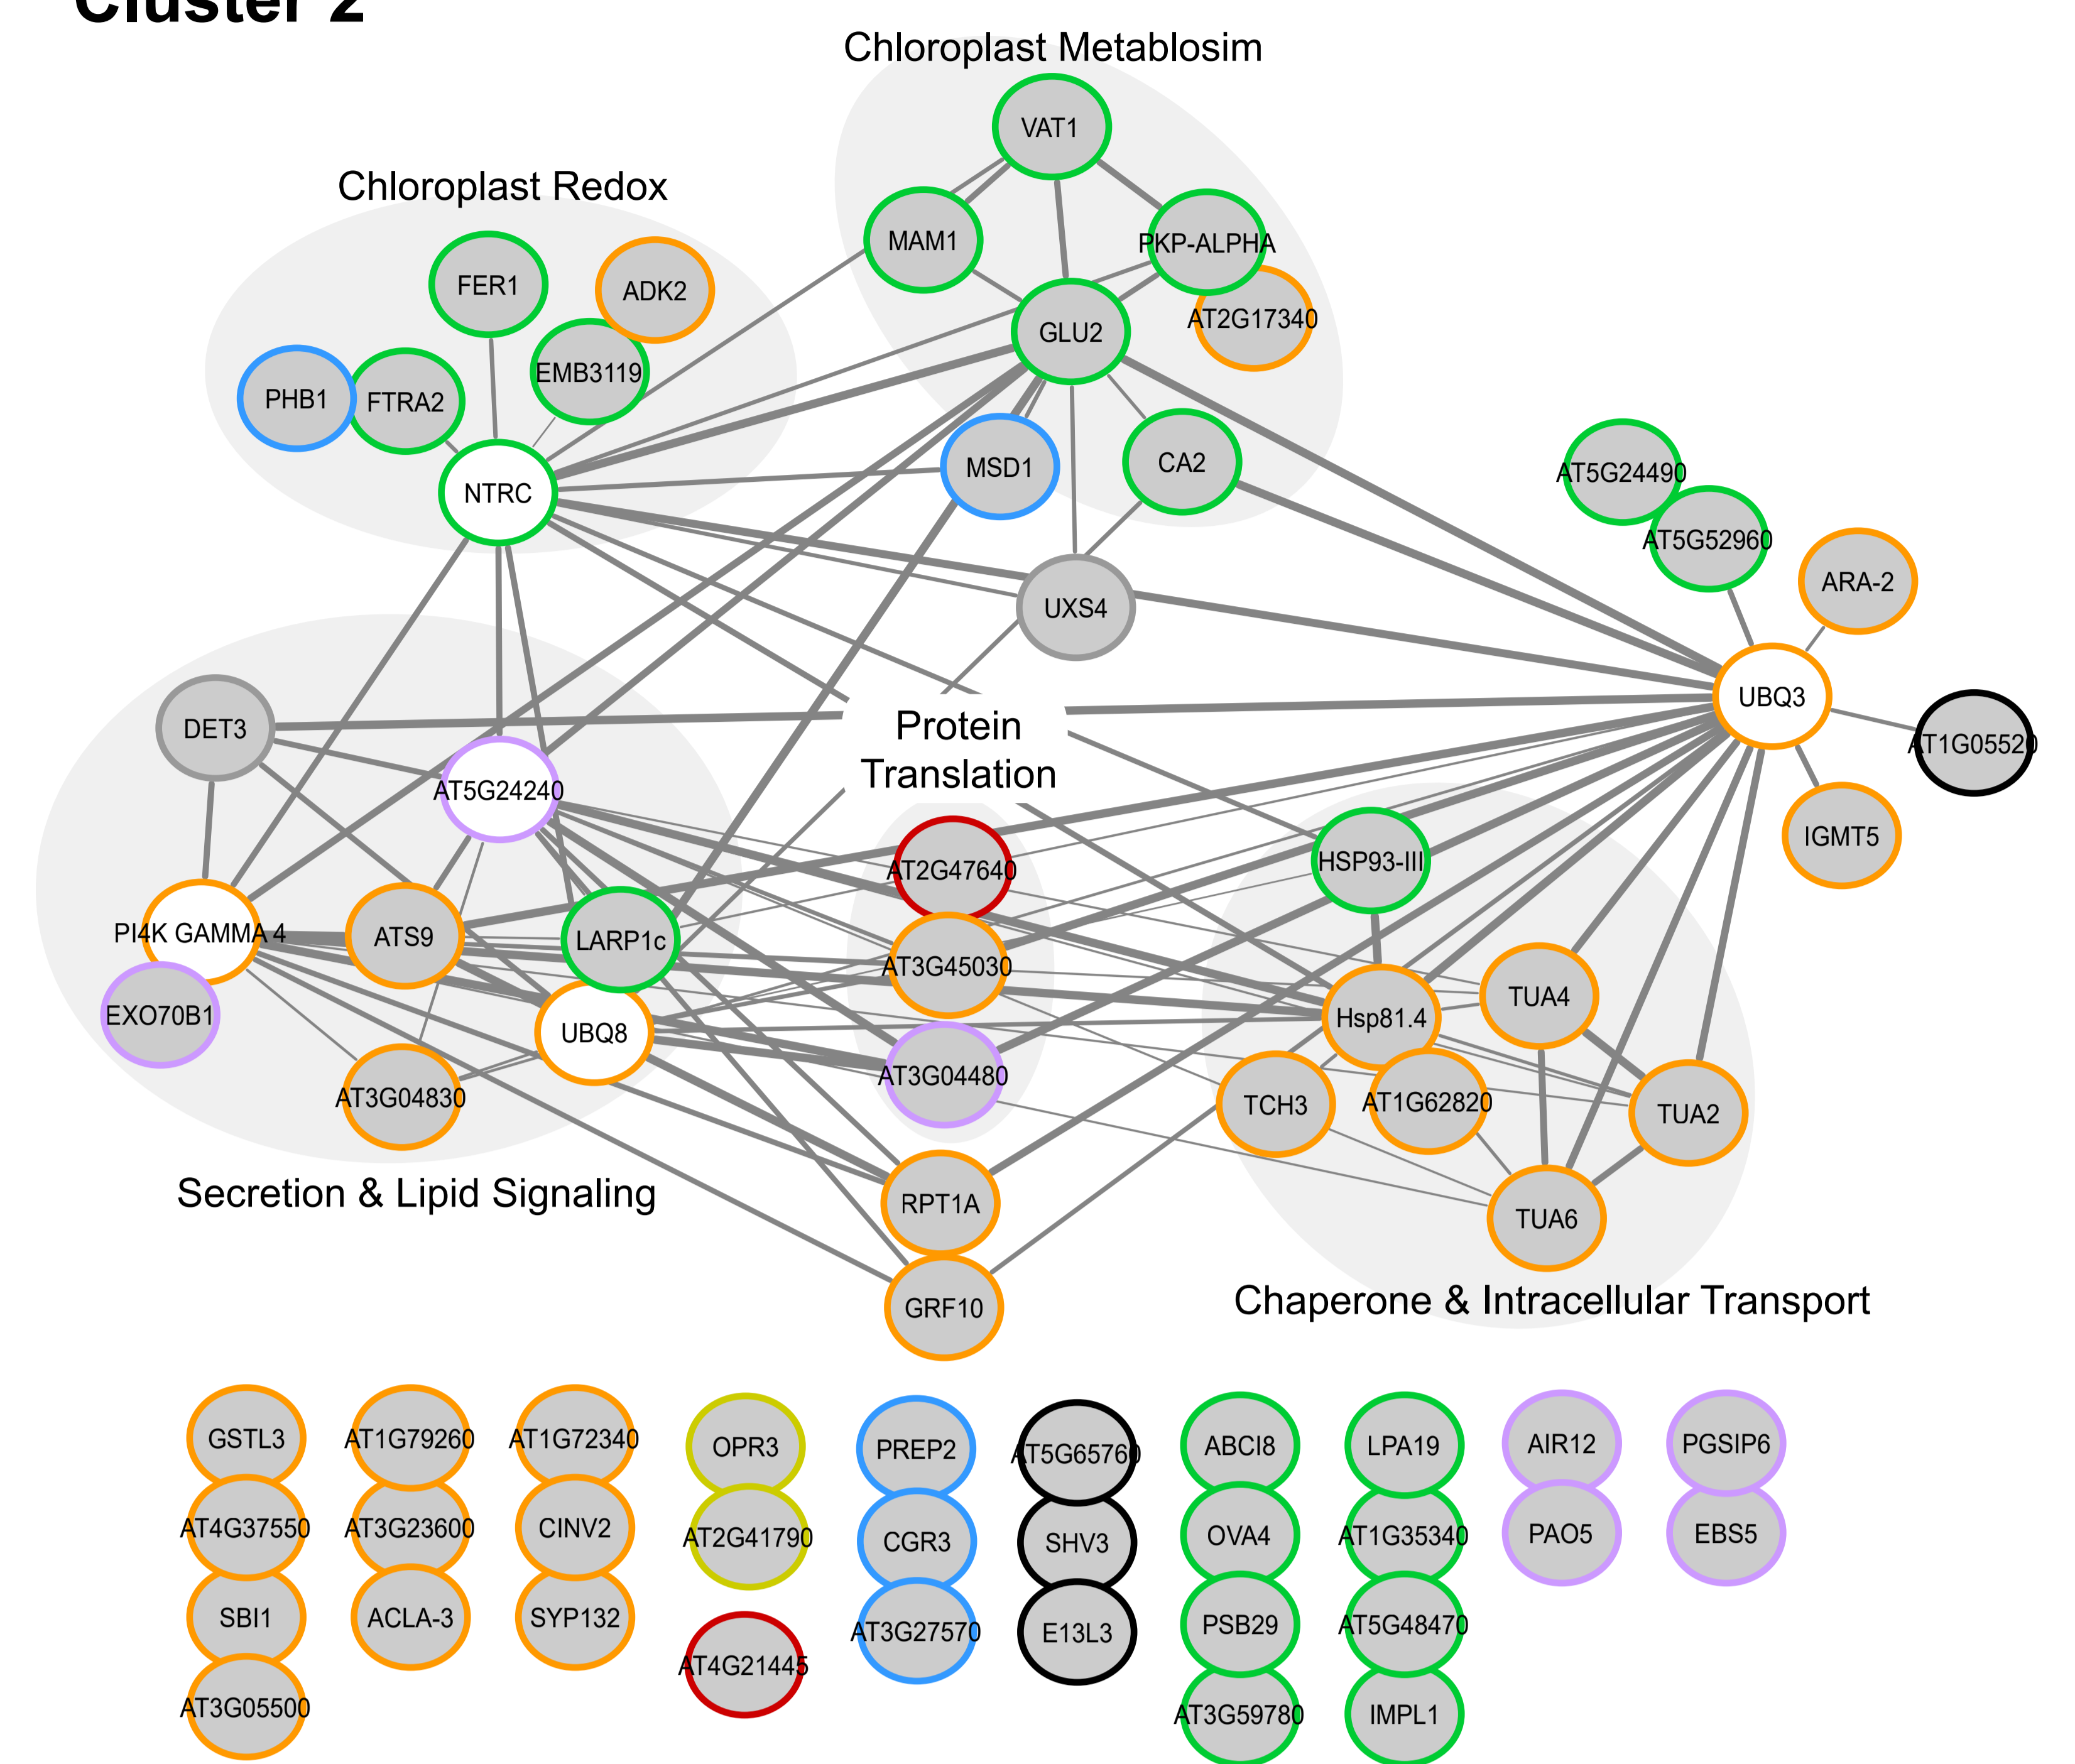 Cluster 2
Chloroplast Metablosim
VAT1
Chloroplast Redox
MAM1
PKP-ALPHA
FER1
ADK2
AT2G17340
GLU2
EMB3119
PHB1
FTRA2
MSD1
CA2
NTRC
AT5G24490
AT5G52960
ARA-2
UXS4
UBQ3
DET3
Protein
Translation
AT1G05520
AT5G24240
IGMT5
AT2G47640
HSP93-III
PI4K GAMMA 4
ATS9
LARP1c
AT3G45030
TUA4
EXO70B1
UBQ8
Hsp81.4
AT3G04480
AT3G04830
TCH3
AT1G62820
TUA2
Secretion & Lipid Signaling
RPT1A
TUA6
GRF10
Chaperone & Intracellular Transport
GSTL3
AT1G79260
AT1G72340
OPR3
PREP2
AT5G65760
ABCI8
LPA19
AIR12
PGSIP6
AT4G37550
AT3G23600
CINV2
AT2G41790
CGR3
SHV3
OVA4
AT1G35340
PAO5
EBS5
SBI1
ACLA-3
SYP132
AT4G21445
AT3G27570
E13L3
PSB29
AT5G48470
AT3G05500
AT3G59780
IMPL1